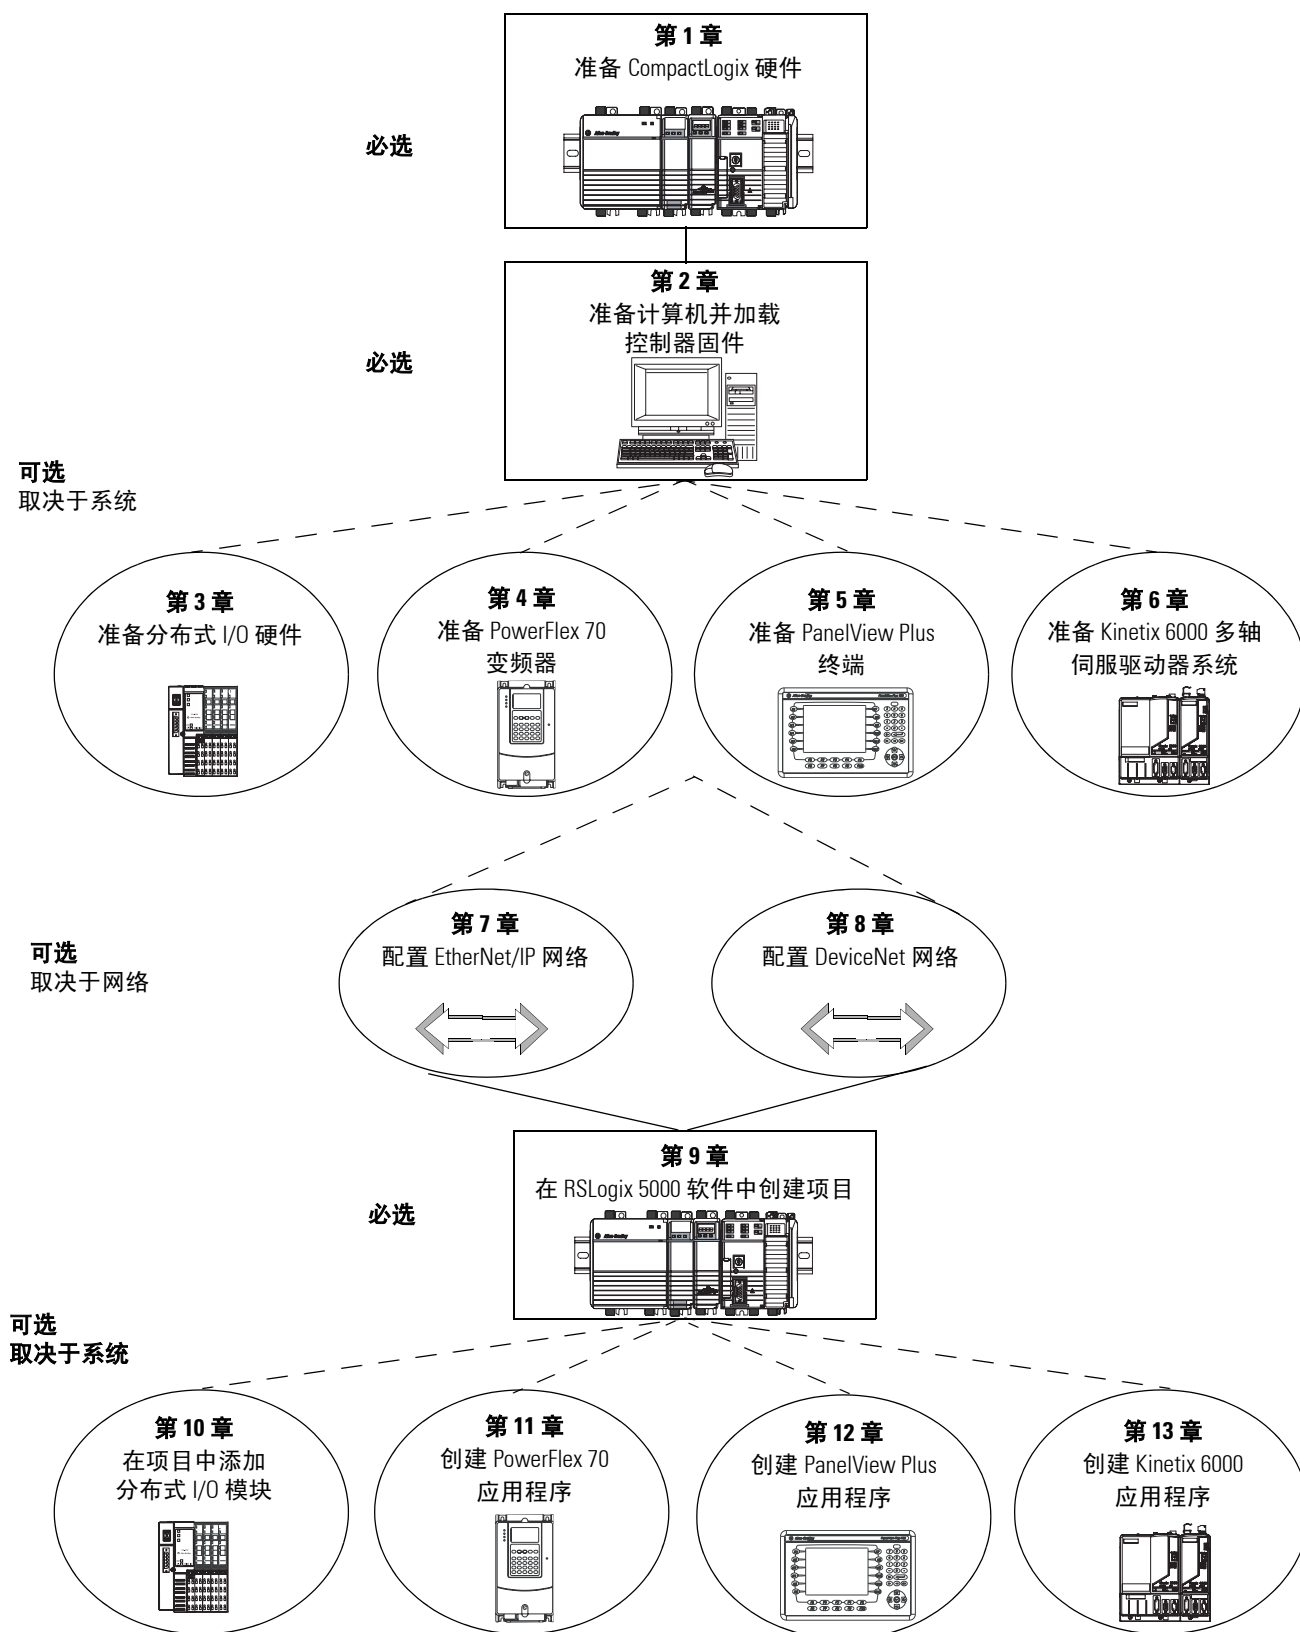 第 1 章
准备 CompactLogix 硬件
必选
第 2 章
准备计算机并加载
控制器固件
必选
可选
取决于系统
第 3 章
准备分布式 I/O 硬件
第 4 章
准备 PowerFlex 70
变频器
第 5 章
准备 PanelView Plus
终端
第 6 章
准备 Kinetix 6000 多轴
伺服驱动器系统
第 7 章
配置 EtherNet/IP 网络
第 8 章
配置 DeviceNet 网络
可选
取决于网络
第 9 章
在 RSLogix 5000 软件中创建项目
必选
可选
取决于系统
第 10 章
在项目中添加
分布式 I/O 模块
第 11 章
创建 PowerFlex 70
应用程序
第 12 章
创建 PanelView Plus
应用程序
第 13 章
创建 Kinetix 6000
应用程序